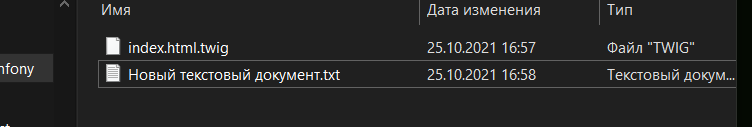 Имя Дата изменения Тип
index.html.twig 25.10.2021 16:57 Файл "TWIG"
nfony Новый текстовый документ.txt 25.10.2021 16:58 Текстовый докум...